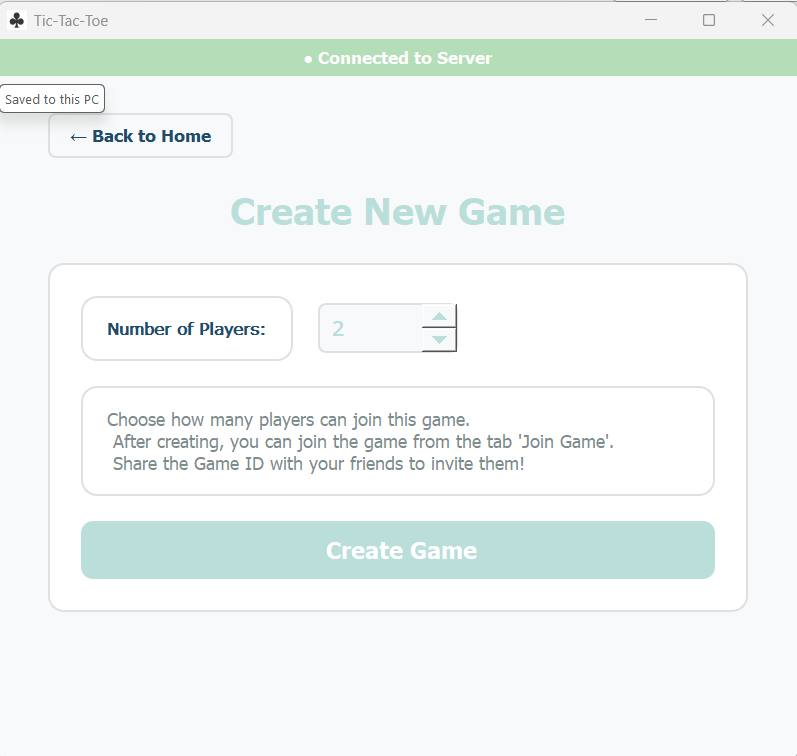 Tic-Tac-Toe
● Connected to Server
Saved to this PC
← Back to Home
Create New Game
Number of Players:
2
Choose how many players can join this game.
After creating, you can join the game from the tab 'Join Game'.
Share the Game ID with your friends to invite them!
Create Game